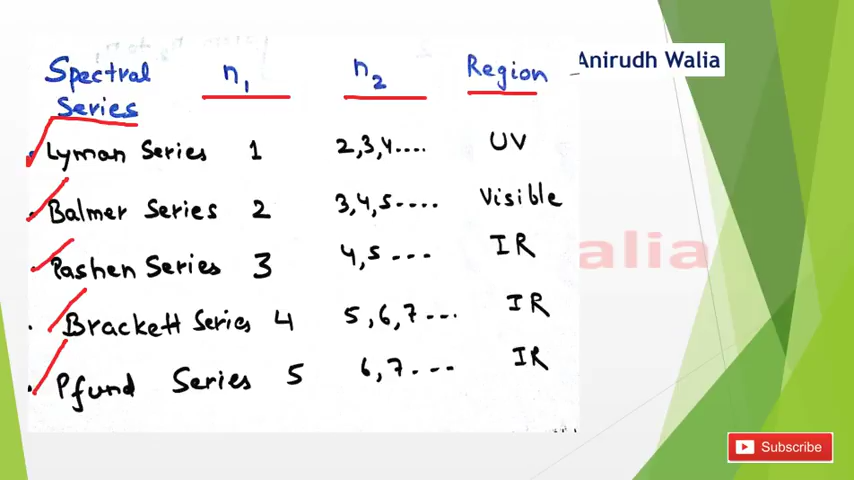 Spectral Series n1 n2 Region
Lyman Series 1 2,3,4.... UV
Balmer Series 2 3,4,5.... Visible
Pashen Series 3 4,5... IR
Brackett Series 4 5,6,7... IR
Pfund Series 5 6,7... IR
Anirudh Walia
alia
Subscribe